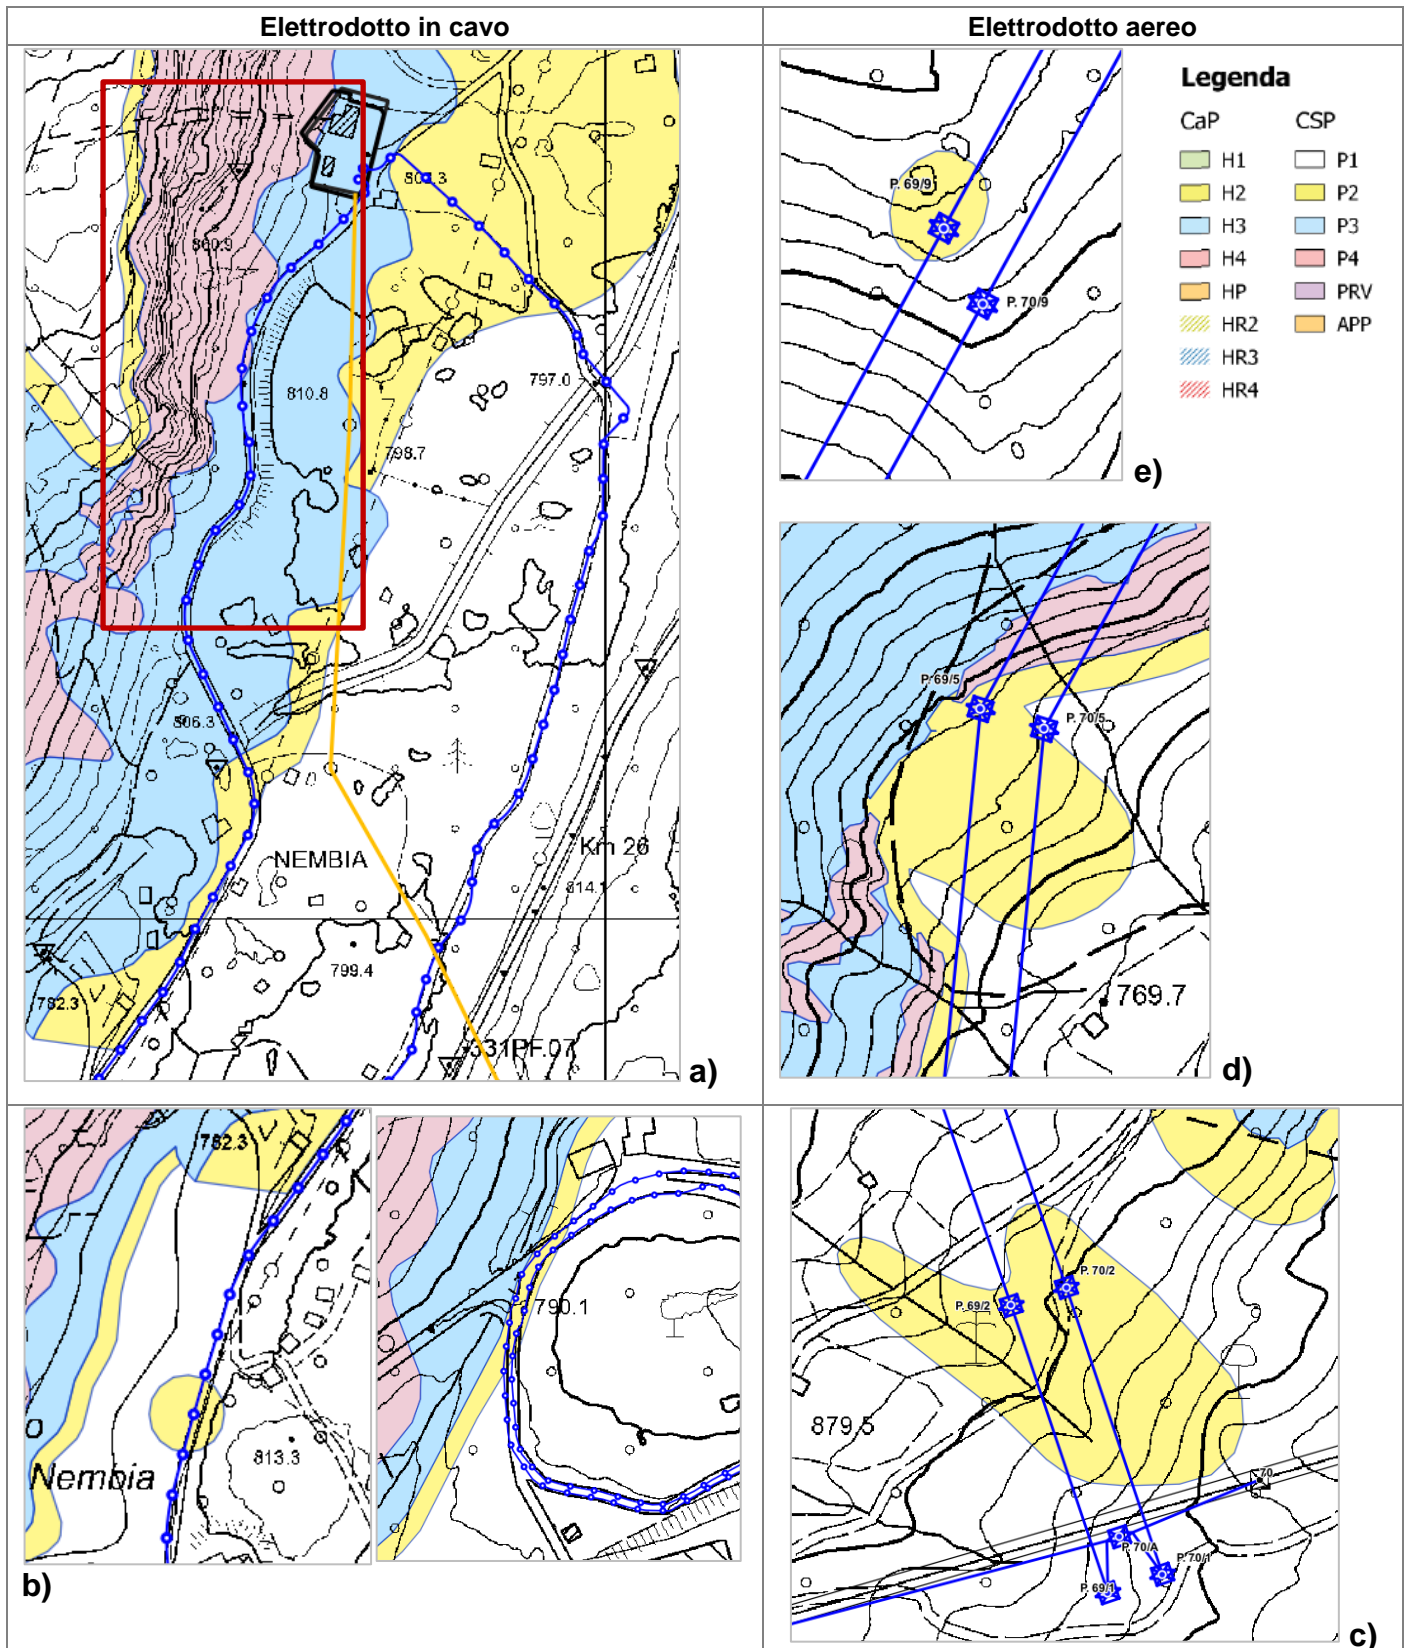 Elettrodotto in cavo
Elettrodotto aereo
807.3
860.9
810.8
797.0
798.7
806.3
NEMBIA
Km 26
814.1
799.4
782.3
331PF.07
a)
P. 69/9
P. 70/9
e)
Legenda
CaP CSP
H1 P1
H2 P2
H3 P3
H4 P4
HP PRV
HR2 APP
HR3
HR4
P. 69/5
P. 70/5
769.7
d)
782.3
O
Nembia
813.3
790.1
b)
P. 70/2
P. 69/2
879.5
70
P. 70/A
P. 70/1
P. 69/1
c)